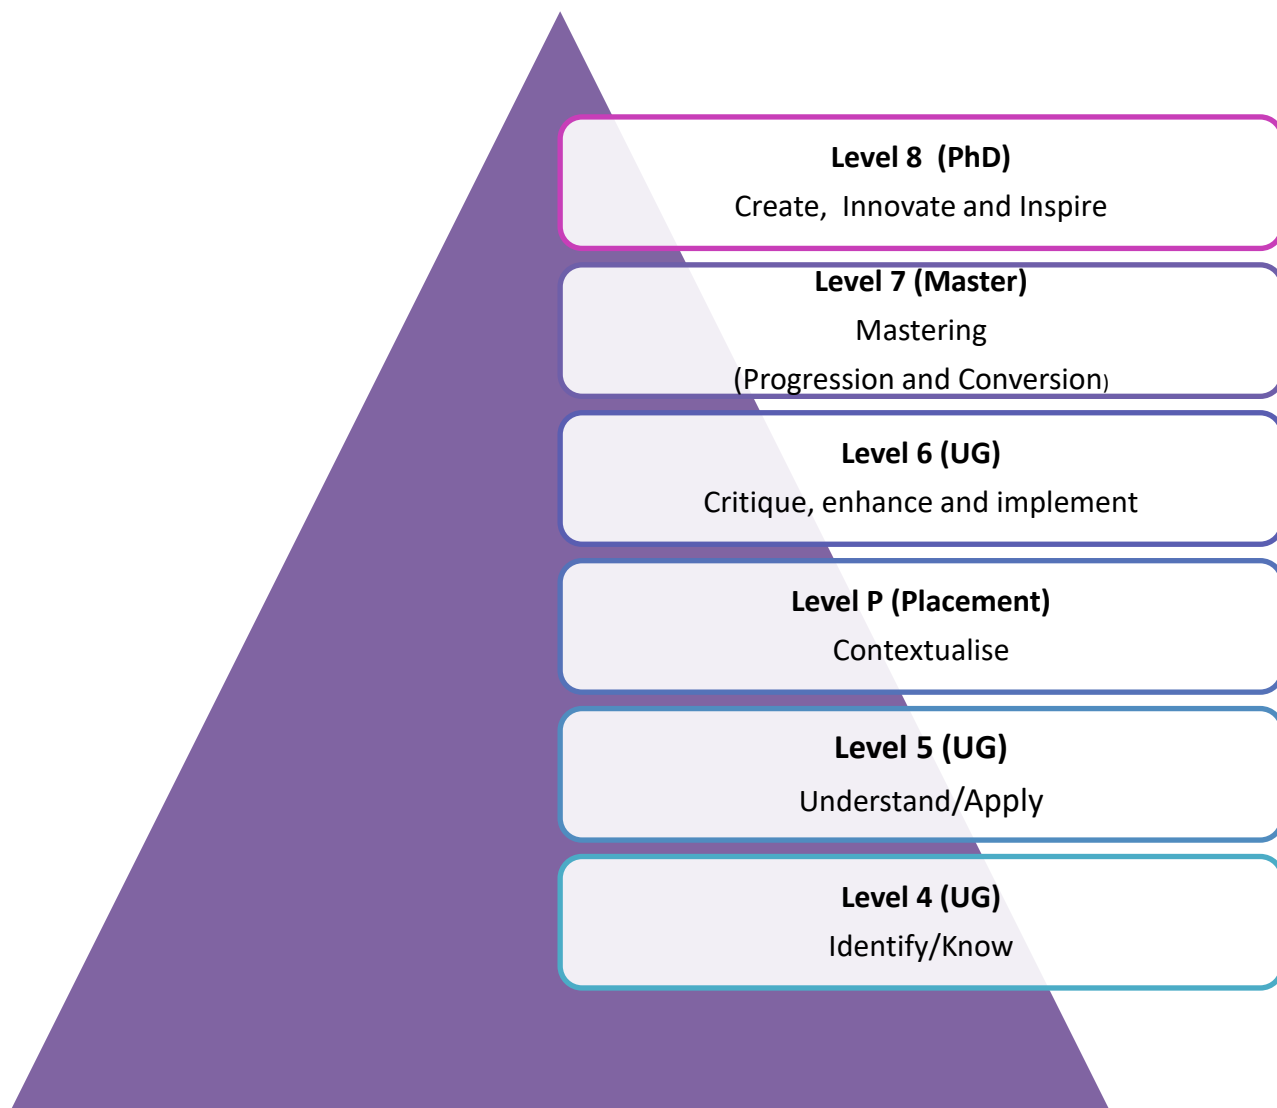 Level 8  (PhD)
Create,  Innovate and Inspire
Level 7 (Master)
Mastering
(Progression and Conversion)
Level 6 (UG)
Critique, enhance and implement
Level P (Placement)
Contextualise
Level 5 (UG)
Understand/Apply
Level 4 (UG)
Identify/Know